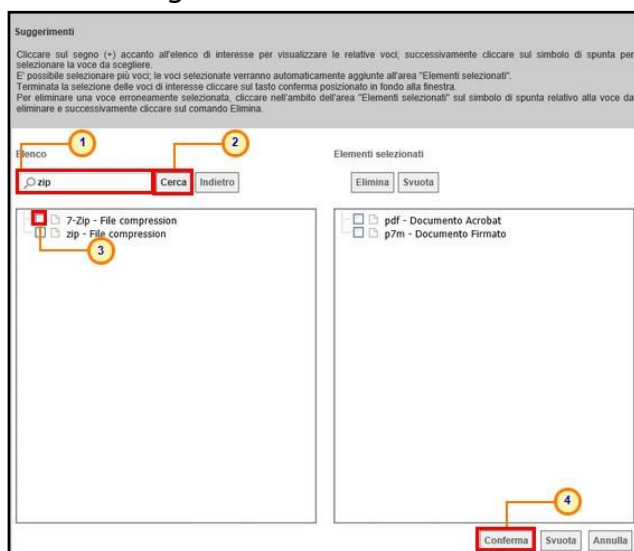 Suggerimenti
Cliccare sul segno (+) accanto all'elenco di interesse per visualizzare le relative voci; successivamente cliccare sul simbolo di spunta per
selezionare la voce da scegliere.
E' possibile selezionare più voci; le voci selezionate verranno automaticamente aggiunte all'area "Elementi selezionati".
Terminata la selezione delle voci di interesse cliccare sul tasto conferma posizionato in fondo alla finestra.
Per eliminare una voce erroneamente selezionata, cliccare nell'ambito dell'area "Elementi selezionati" sul simbolo di spunta relativo alla voce da
eliminare e successivamente cliccare sul comando Elimina.
1
2
Elenco
Elementi selezionati
zip
Cerca
Indietro
Elimina
Svuota
7-Zip - File compression
zip - File compression
3
pdf - Documento Acrobat
p7m - Documento Firmato
4
Conferma
Svuota
Annulla